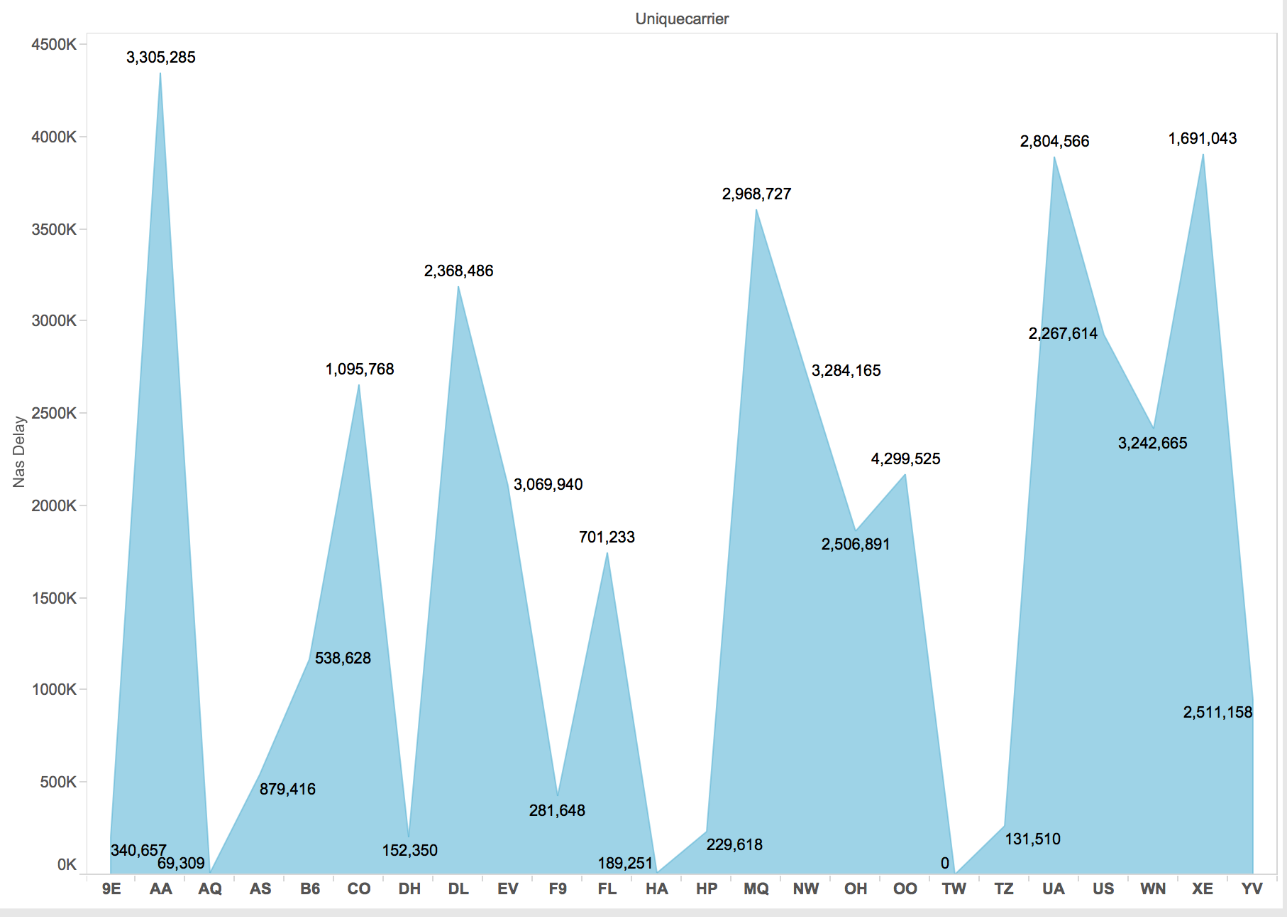 Uniquecarrier
4500K
4000K
3500K
3000K
2500K
2000K
1500K
1000K
500K
0K
Nas Delay
340,657
3,305,285
69,309
879,416
538,628
1,095,768
152,350
2,368,486
3,069,940
281,648
701,233
189,251
229,618
2,968,727
3,284,165
2,506,891
4,299,525
0
131,510
2,804,566
2,267,614
3,242,665
1,691,043
2,511,158
9E AA AQ AS B6 CO DH DL EV F9 FL HA HP MQ NW OH OO TW TZ UA US WN XE YV